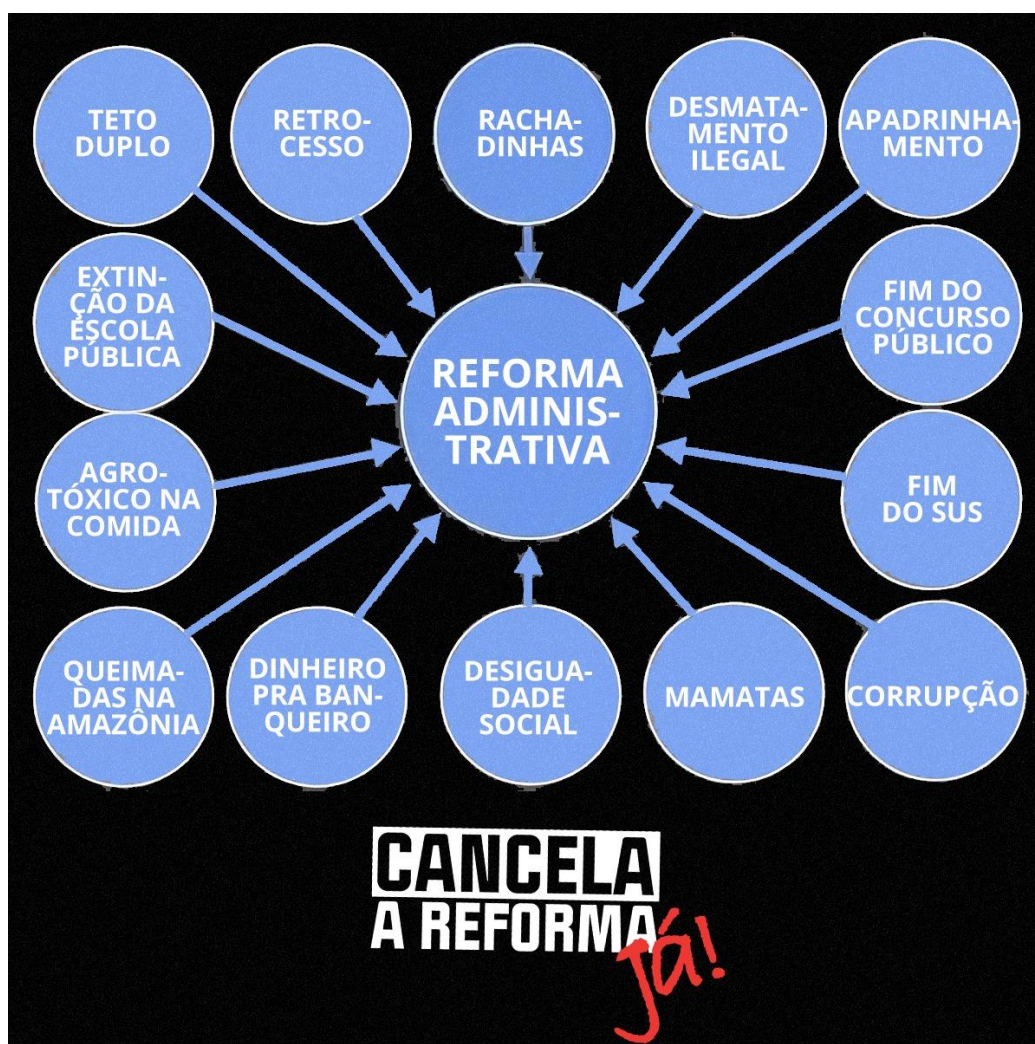 TETO
DUPLO
RETRO-
CESSO
RACHA-
DINHAS
DESMATA-
MENTO
ILEGAL
APADRINHA-
MENTO
EXTIN-
ÇÃO DA
ESCOLA
PÚBLICA
FIM DO
CONCURSO
PÚBLICO
REFORMA
ADMINIS-
TRATIVA
AGRO-
TÓXICO NA
COMIDA
FIM
DO SUS
QUEIMA-
DAS NA
AMAZÔNIA
DINHEIRO
PRA BAN-
QUEIRO
DESIGUA-
DADE
SOCIAL
MAMATAS
CORRUPÇÃO
CANCELA
A REFORMA
Já!